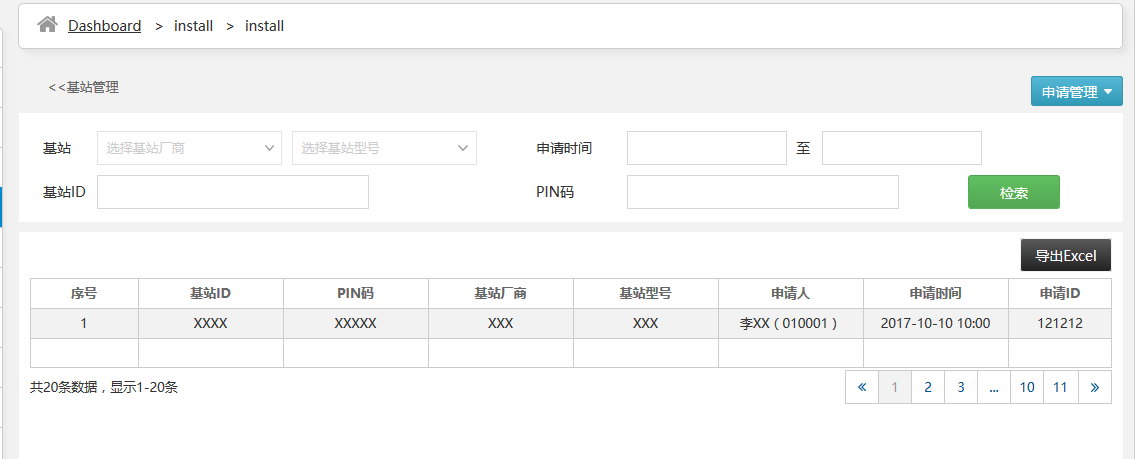 Dashboard > install > install
<<基站管理
申请管理
基站 选择基站厂商 选择基站型号 申请时间 至
基站ID PIN码 检索
导出Excel
序号 基站ID PIN码 基站厂商 基站型号 申请人 申请时间 申请ID
1 XXXX XXXXX XXX XXX 李XX（010001） 2017-10-10 10:00 121212
共20条数据，显示1-20条 « 1 2 3 ... 10 11 »